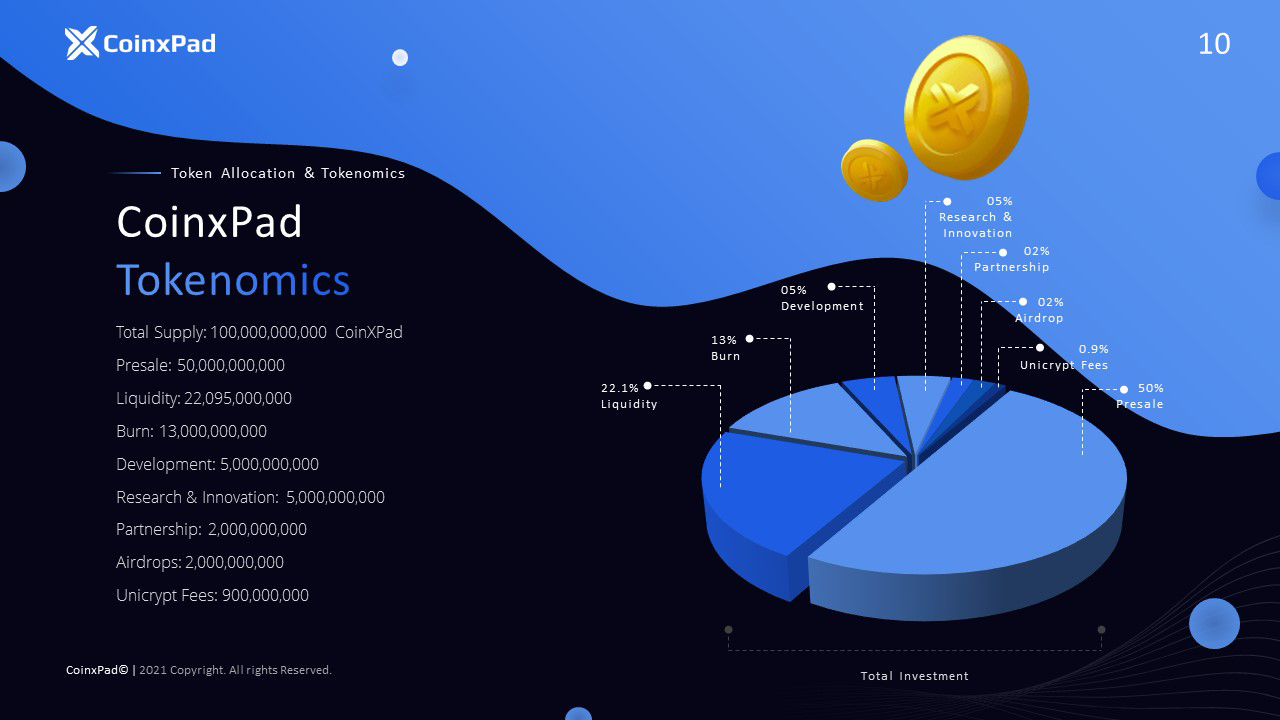 CoinxPad
10
Token Allocation & Tokenomics
CoinxPad
Tokenomics
Total Supply: 100,000,000,000 CoinXPad
Presale: 50,000,000,000
Liquidity: 22,095,000,000
Burn: 13,000,000,000
Development: 5,000,000,000
Research & Innovation: 5,000,000,000
Partnership: 2,000,000,000
Airdrops: 2,000,000,000
Unicrypt Fees: 900,000,000
05%
Research &
Innovation
02%
Partnership
05%
Development
02%
Airdrop
13%
Burn
0.9%
Unicrypt Fees
22.1%
Liquidity
50%
Presale
Total Investment
CoinxPad© | 2021 Copyright. All rights Reserved.